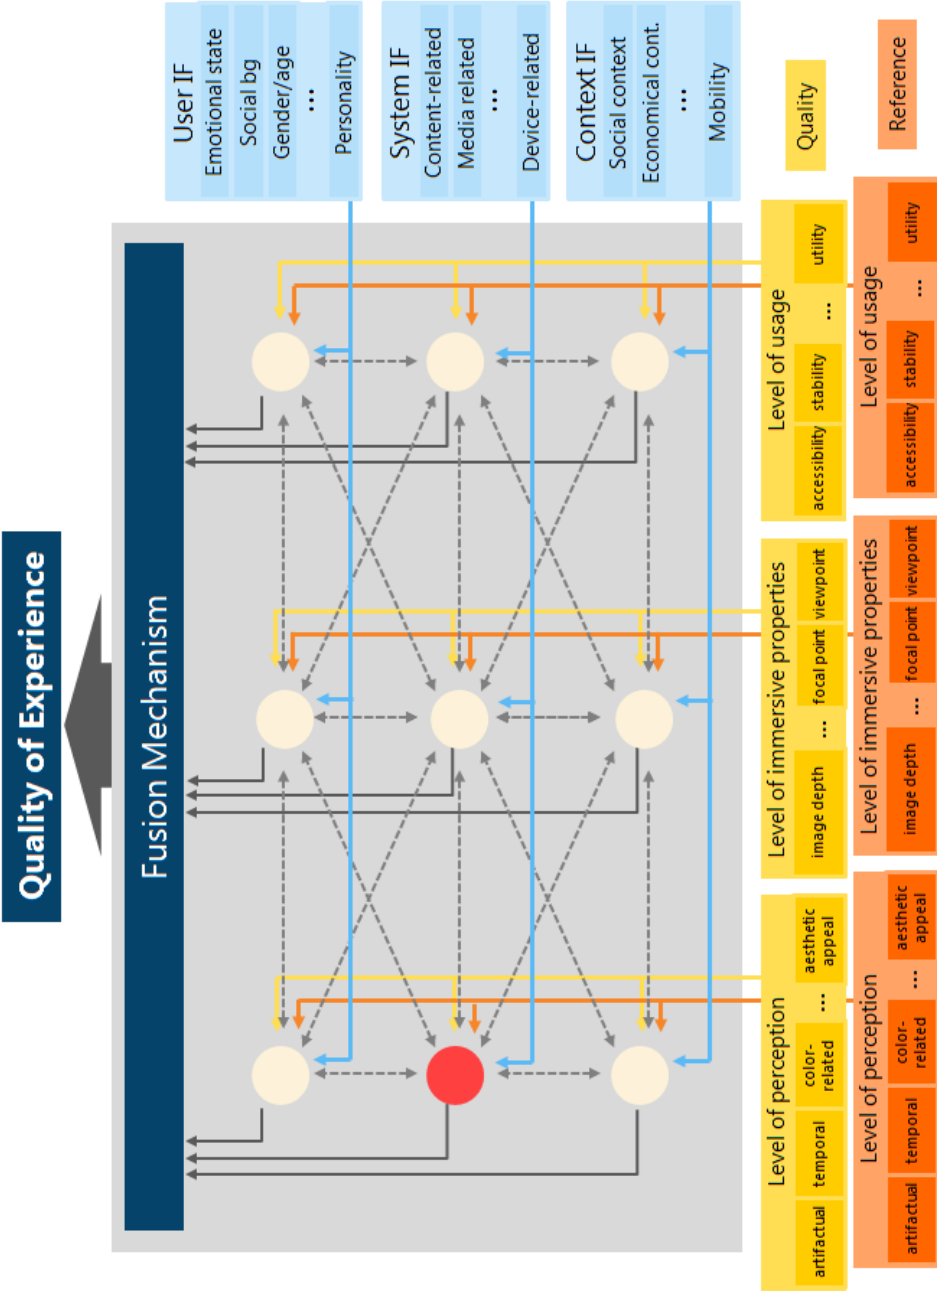 Quality of Experience
Fusion Mechanism
User IF
Emotional state
Social bg
Gender/age
...
Personality
System IF
Content-related
Media related
...
Device-related
Context IF
Social context
Economical cont.
...
Mobility
Quality
Level of perception
artifactual
temporal
color-
related
...
aesthetic
appeal
Level of immersive properties
image depth
...
focal point
viewpoint
Level of usage
accessibility
stability
...
utility
Reference
Level of perception
artifactual
temporal
color-
related
...
aesthetic
appeal
Level of immersive properties
image depth
...
focal point
viewpoint
Level of usage
accessibility
stability
...
utility